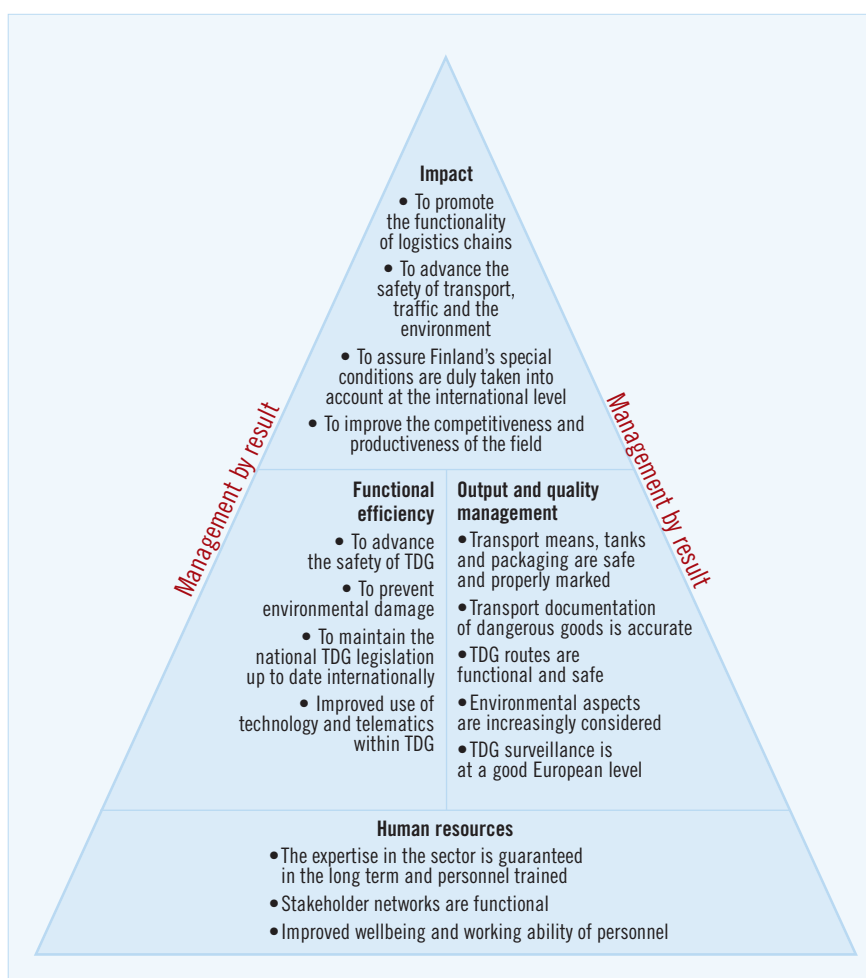 Impact
• To promote
the functionality
of logistics chains
• To advance the
safety of transport,
traffic and the
environment
• To assure Finland’s special
conditions are duly taken into
account at the international level
• To improve the competitiveness and
productiveness of the field
Management by result
Management by result
Functional
efficiency
• To advance
the safety of TDG
• To prevent
environmental damage
• To maintain the
national TDG legislation
up to date internationally
• Improved use of
technology and telematics
within TDG
Output and quality
management
• Transport means, tanks
and packaging are safe
and properly marked
• Transport documentation
of dangerous goods is accurate
• TDG routes are
functional and safe
• Environmental aspects
are increasingly considered
• TDG surveillance is
at a good European level
Human resources
• The expertise in the sector is guaranteed
in the long term and personnel trained
• Stakeholder networks are functional
• Improved wellbeing and working ability of personnel